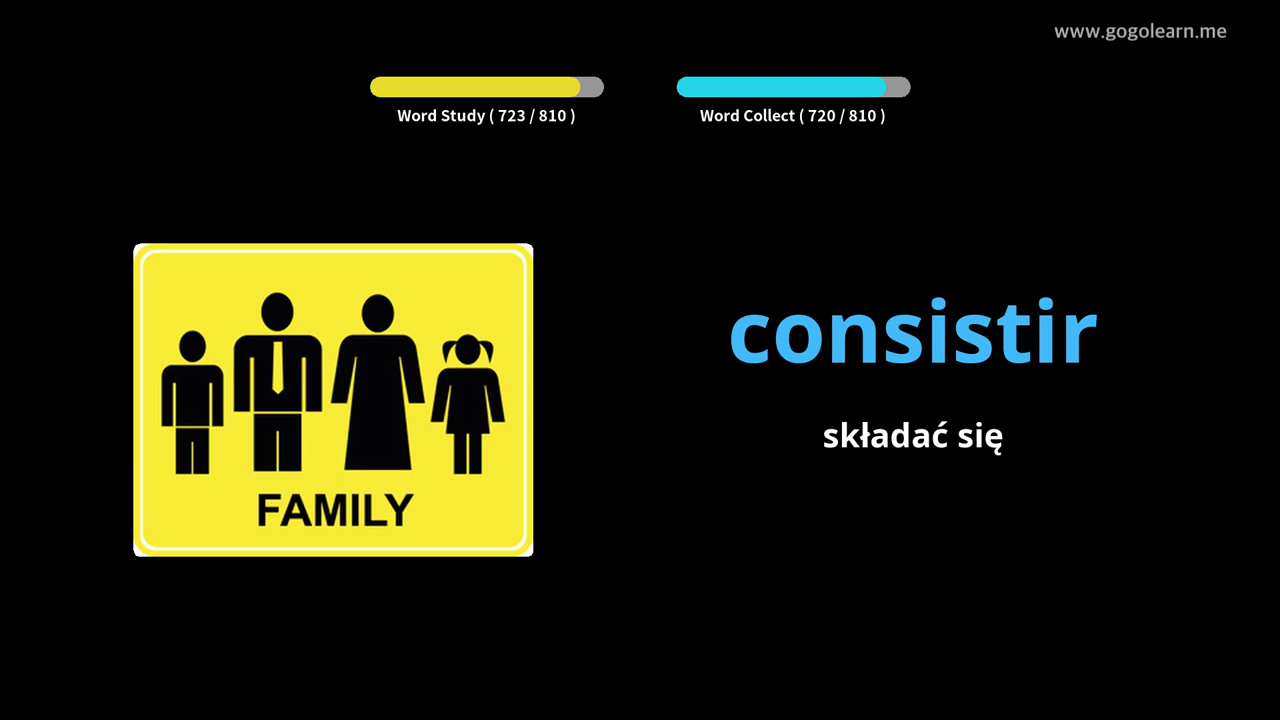 www.gogolearn.me
Word Study ( 723 / 810 )
Word Collect ( 720 / 810 )
FAMILY
consistir
składać się